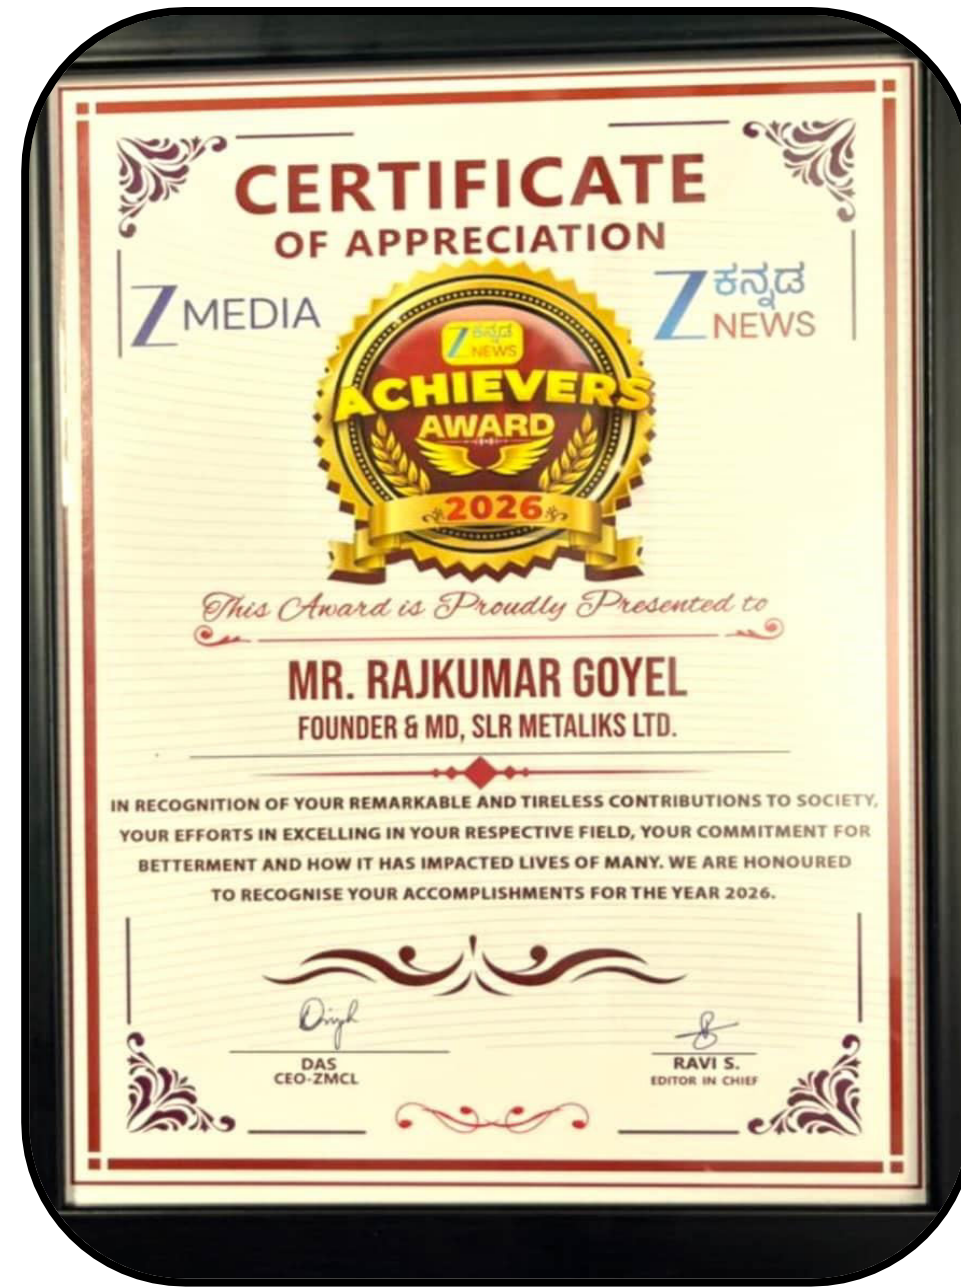 CERTIFICATE
OF APPRECIATION
Z MEDIA
Z ಕನ್ನಡ
NEWS
Z ಕನ್ನಡ
NEWS
ACHIEVERS
AWARD
2026
This Award is Proudly Presented to
MR. RAJKUMAR GOYEL
FOUNDER & MD, SLR METALIKS LTD.
IN RECOGNITION OF YOUR REMARKABLE AND TIRELESS CONTRIBUTIONS TO SOCIETY,
YOUR EFFORTS IN EXCELLING IN YOUR RESPECTIVE FIELD, YOUR COMMITMENT FOR
BETTERMENT AND HOW IT HAS IMPACTED LIVES OF MANY. WE ARE HONOURED
TO RECOGNISE YOUR ACCOMPLISHMENTS FOR THE YEAR 2026.
DAS
CEO-ZMCL
RAVI S.
EDITOR IN CHIEF